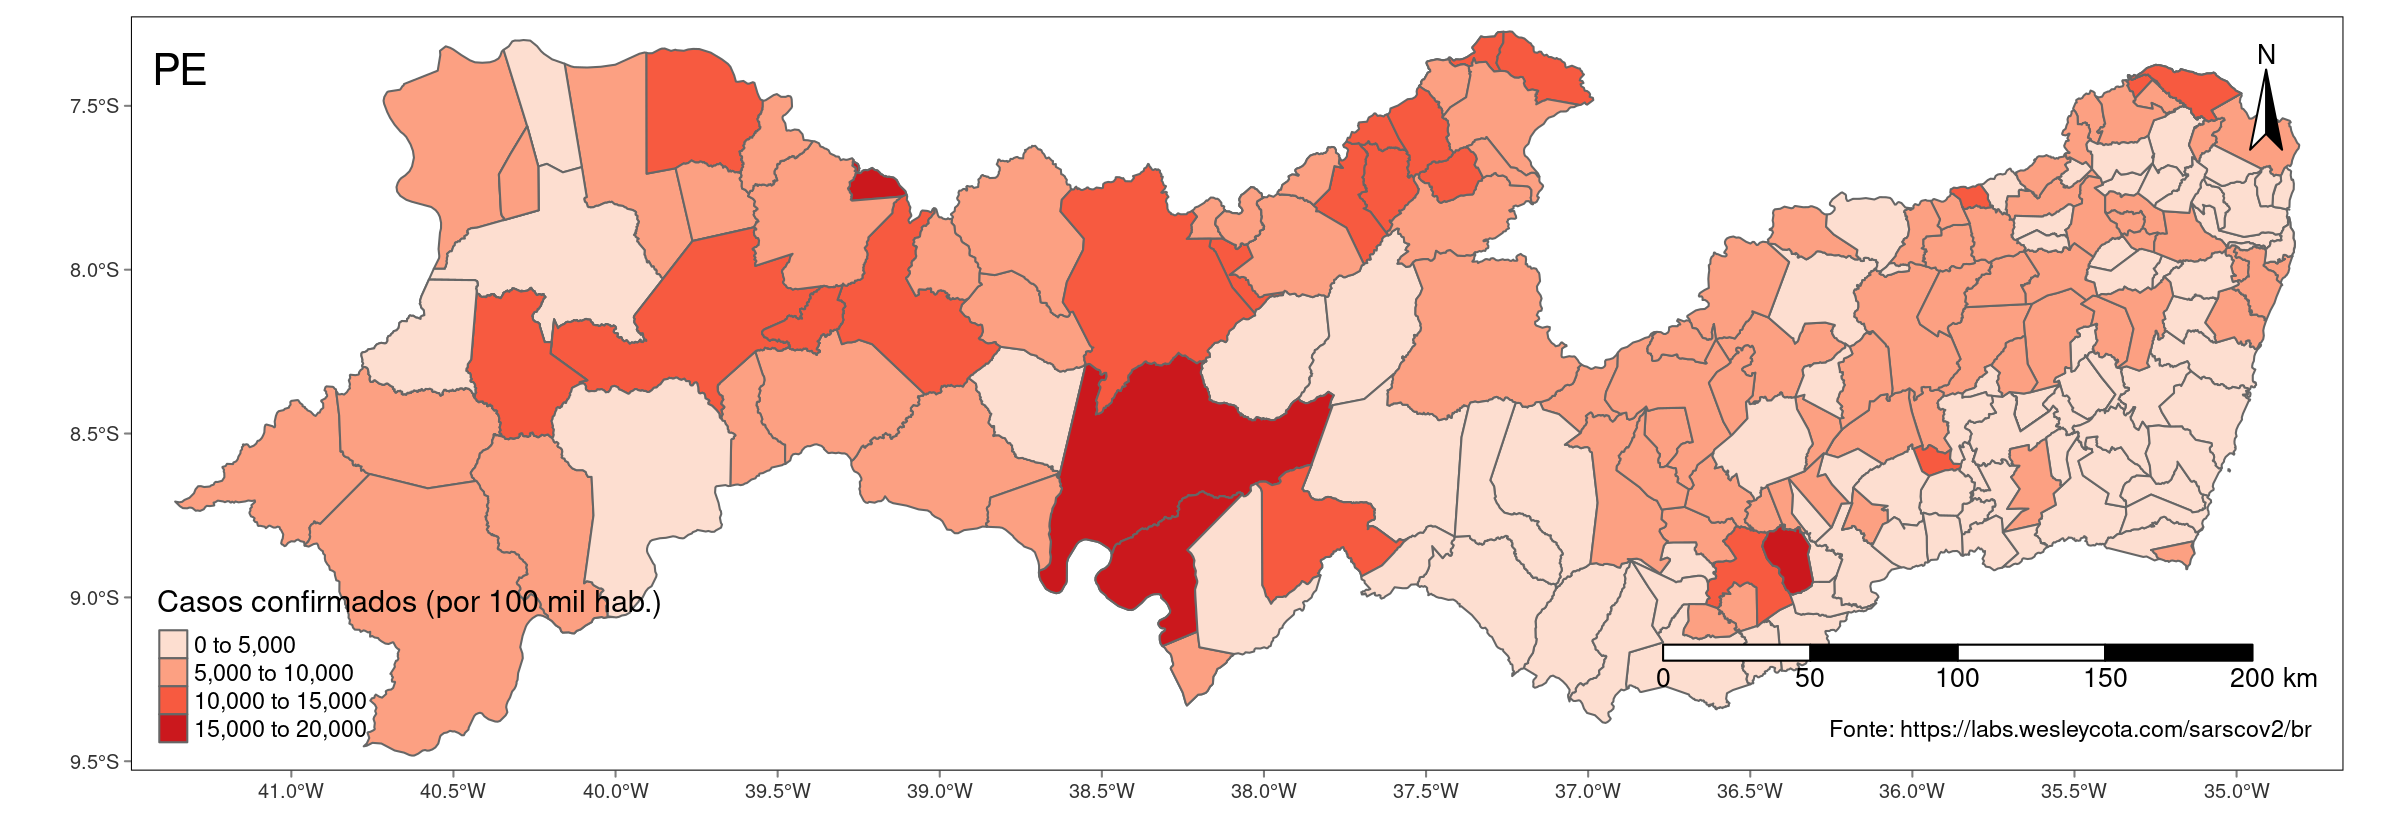 PE
N
7.5°S
8.0°S
8.5°S
9.0°S
9.5°S
Casos confirmados (por 100 mil hab.)
0 to 5,000
5,000 to 10,000
10,000 to 15,000
15,000 to 20,000
0 50 100 150 200 km
Fonte: https://labs.wesleycota.com/sarscov2/br
41.0°W 40.5°W 40.0°W 39.5°W 39.0°W 38.5°W 38.0°W 37.5°W 37.0°W 36.5°W 36.0°W 35.5°W 35.0°W